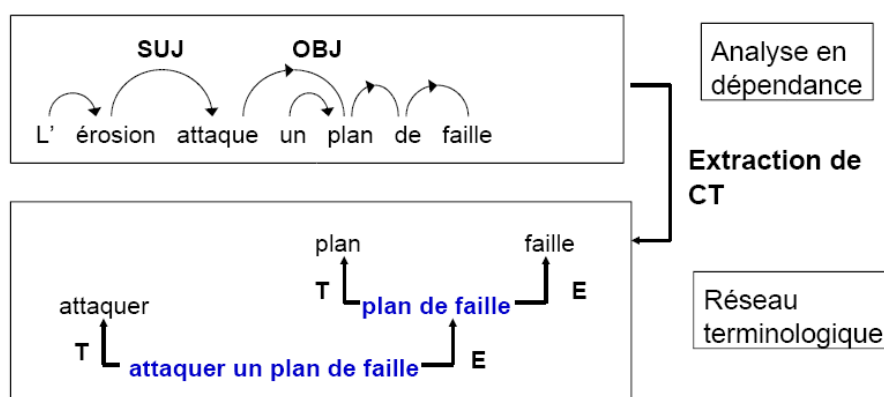 SUJ OBJ
L' érosion attaque un plan de faille
Analyse en
dépendance
Extraction de
CT
plan faille
T plan de faille E
attaquer
T attaquer un plan de faille E
Réseau
terminologique